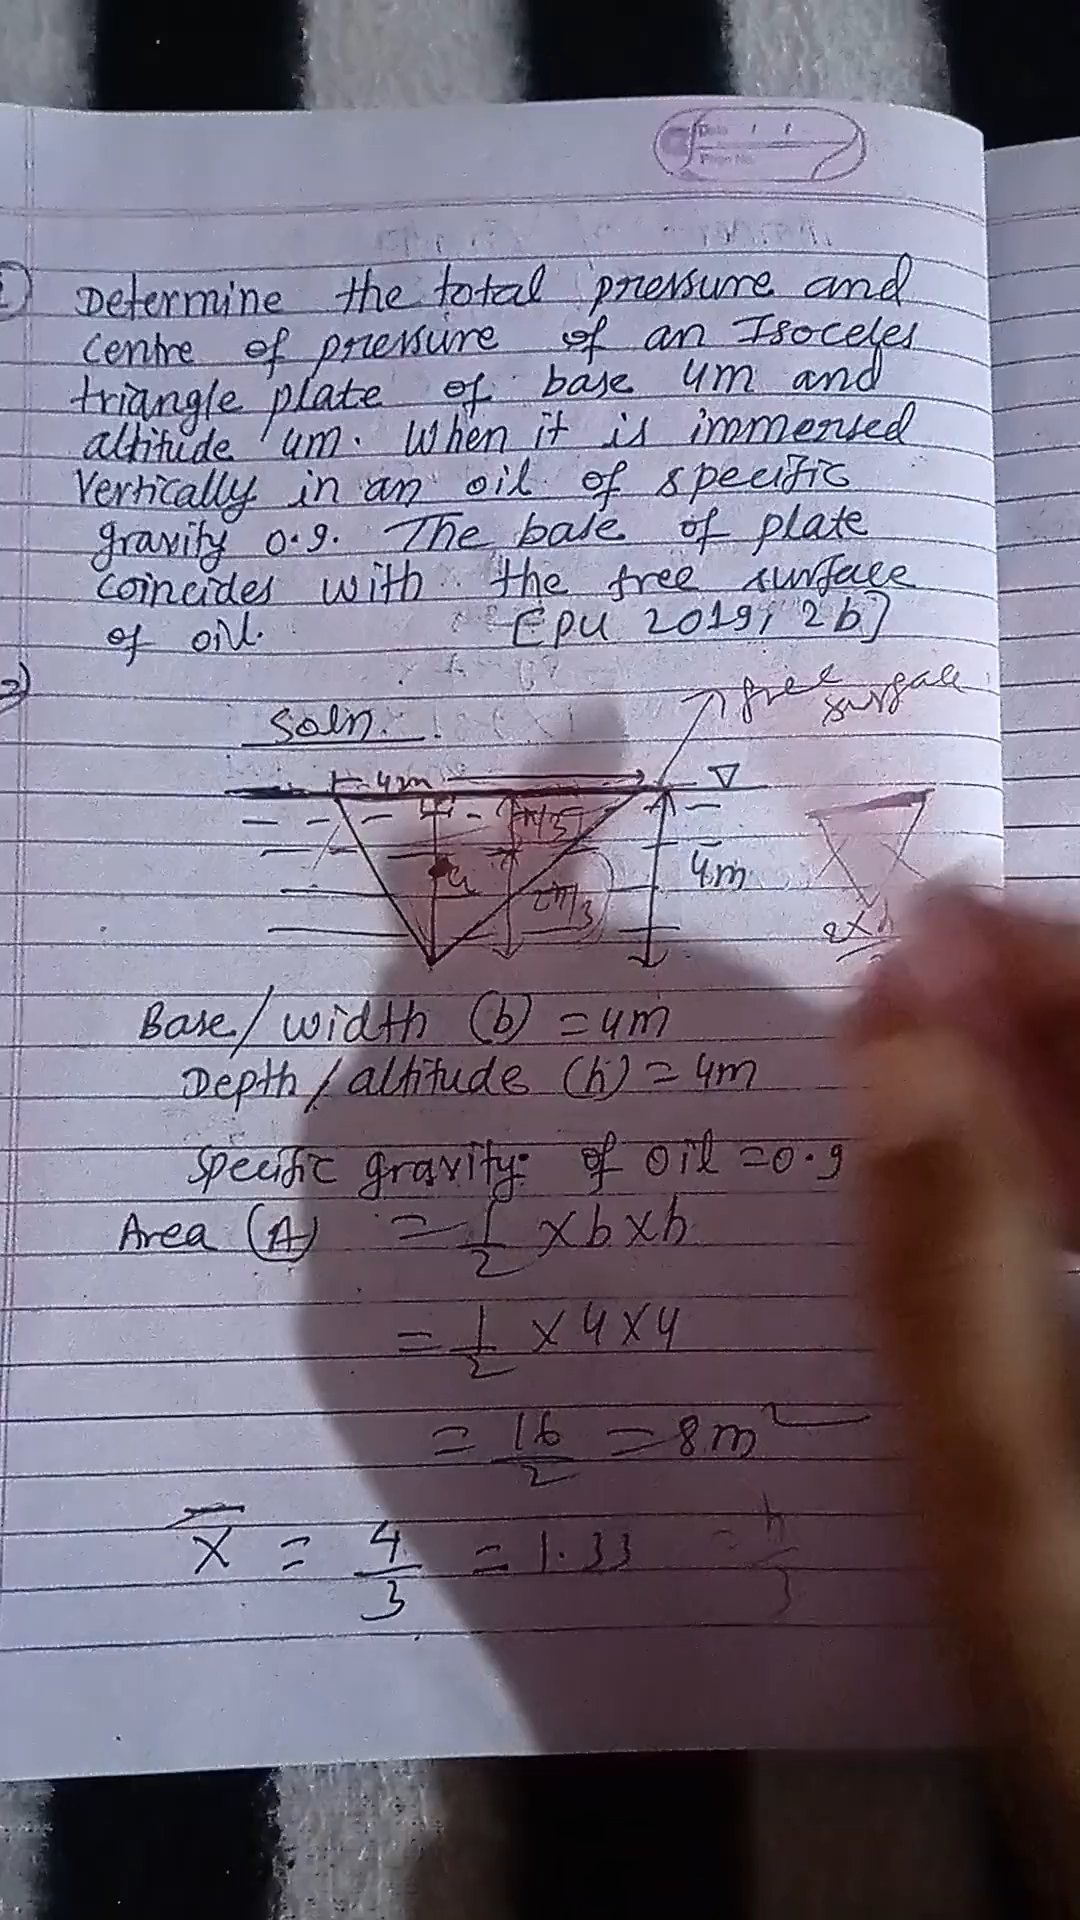 Determine the total pressure and
centre of pressure of an Isoceles
triangle plate of base 4m and
altitude 4m. When it is immersed
vertically in an oil of specific
gravity 0.9. The base of plate
coincides with the free surface
of oil. [PU 2019, 2b]
Soln.
free
surface
4m
h/3
4m
G
2h/3
Base/width (b) = 4m
Depth/altitude (h) = 4m
Specific gravity of oil = 0.9
Area (A) = 1/2 x b x h
= 1/2 x 4 x 4
= 16/2 = 8m²
x̄ = 4/3 = 1.33 = h/3